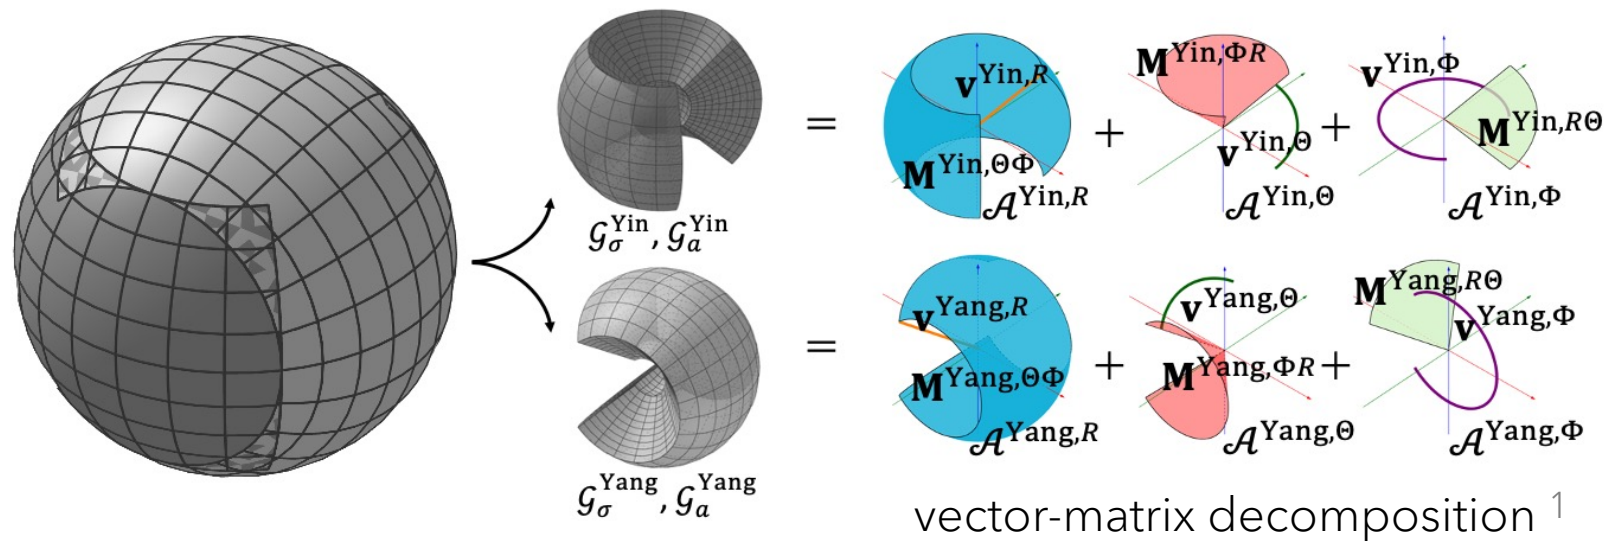 𝒢_σ^Yin, 𝒢_a^Yin
=
v^Yin,R
M^Yin,ΘΦ
𝒜^Yin,R
+
M^Yin,ΦR
v^Yin,Θ
𝒜^Yin,Θ
+
v^Yin,Φ
M^Yin,RΘ
𝒜^Yin,Φ
𝒢_σ^Yang, 𝒢_a^Yang
=
v^Yang,R
M^Yang,ΘΦ
𝒜^Yang,R
+
v^Yang,Θ
M^Yang,ΦR
𝒜^Yang,Θ
+
M^Yang,RΘ
v^Yang,Φ
𝒜^Yang,Φ
vector-matrix decomposition 1